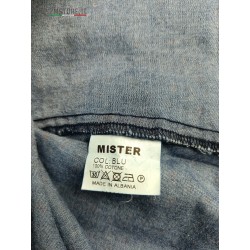 MISTER
COL:BLU
100% COTONE
MADE IN ALBANIA